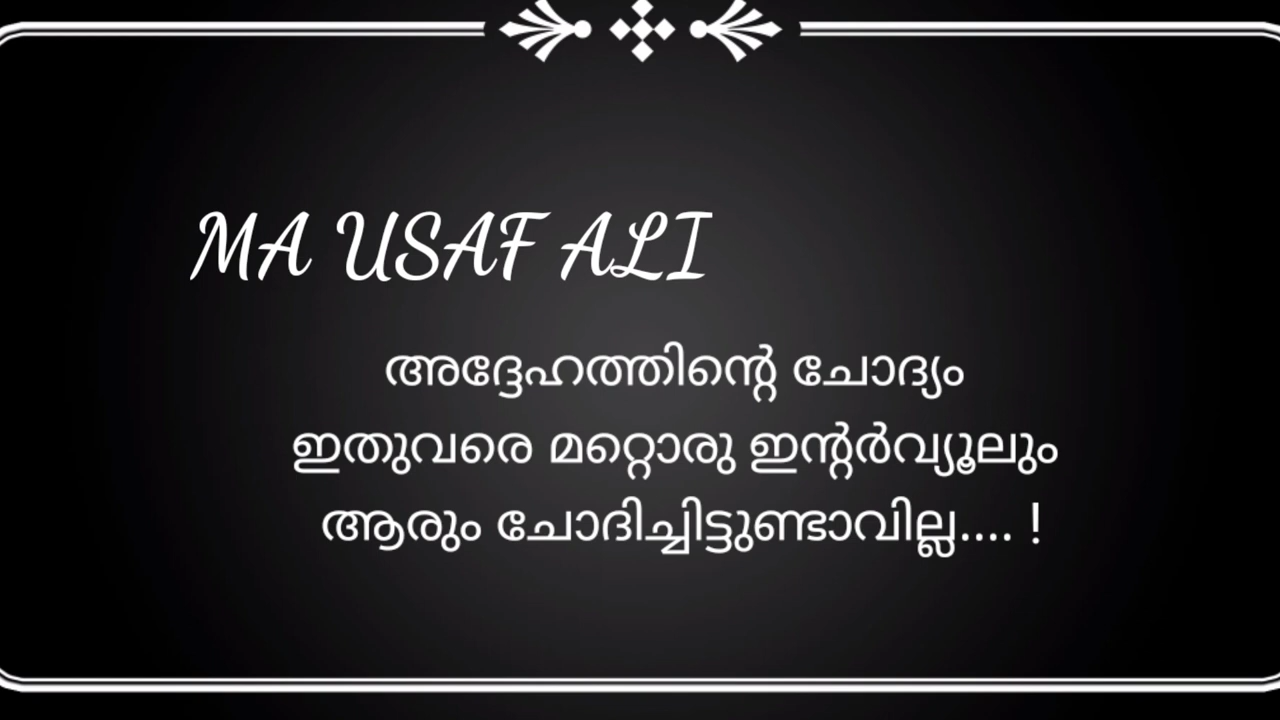 MA USAF ALI
അദ്ദേഹത്തിന്റെ ചോദ്യം
ഇതുവരെ മറ്റൊരു ഇന്റർവ്യൂലും
ആരും ചോദിച്ചിട്ടുണ്ടാവില്ല.... !